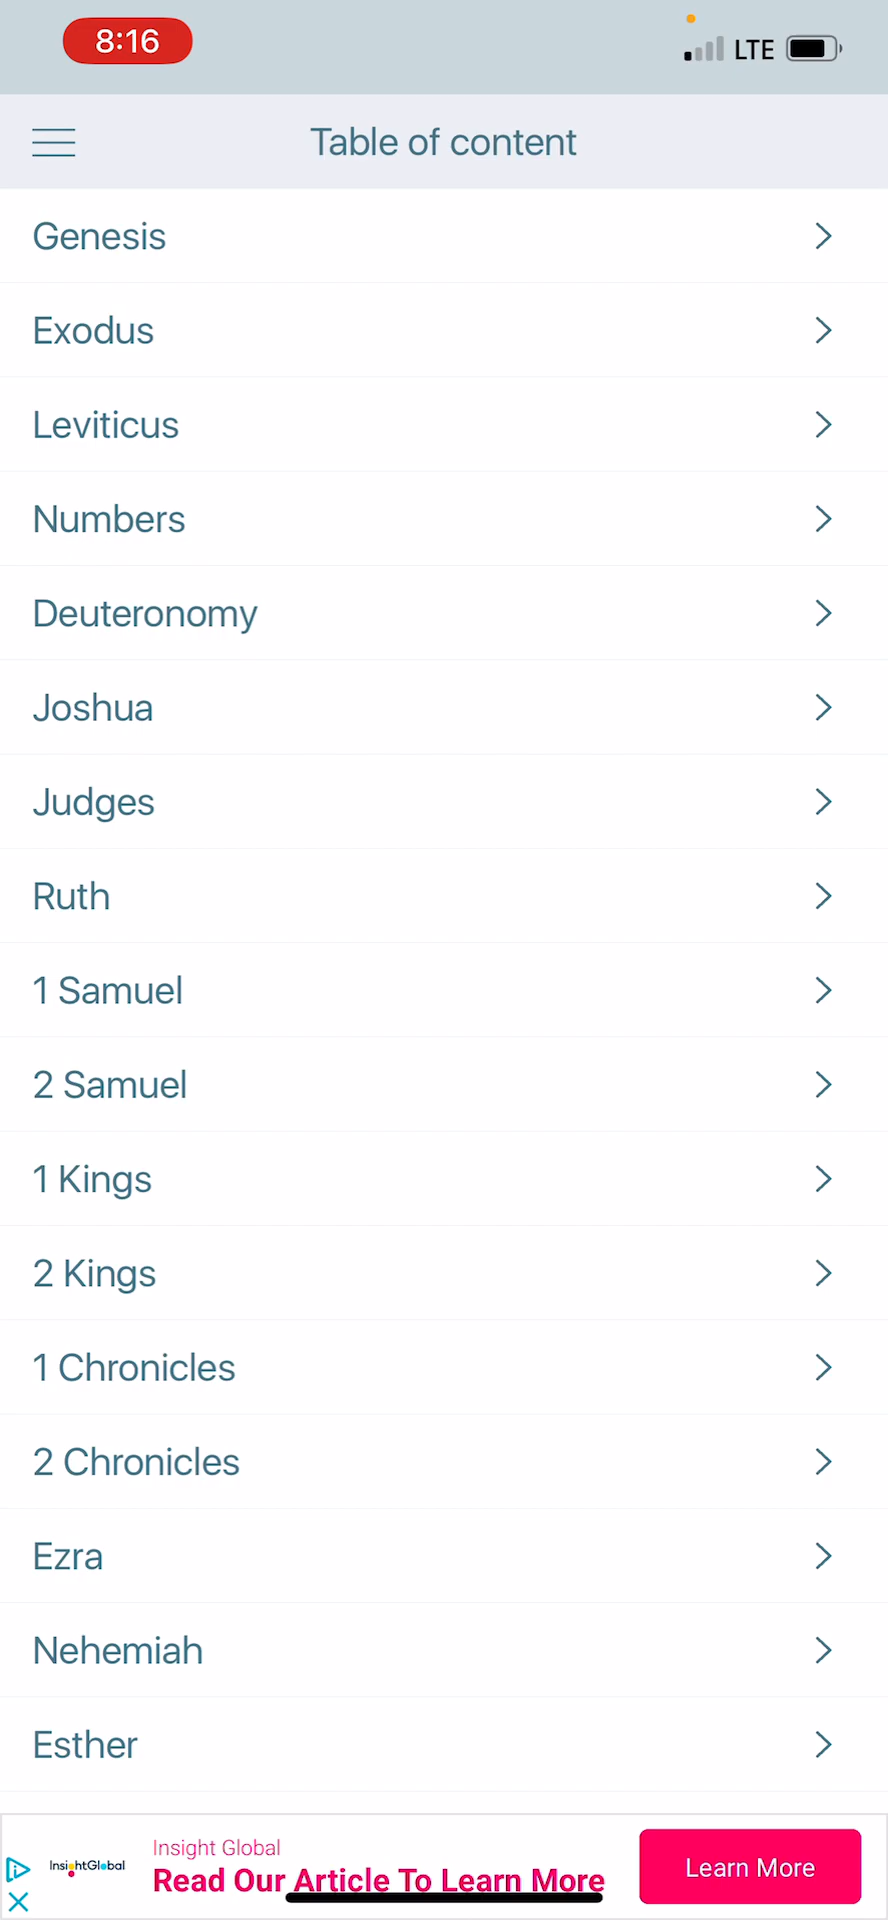 8:16
LTE
Table of content
Genesis
Exodus
Leviticus
Numbers
Deuteronomy
Joshua
Judges
Ruth
1 Samuel
2 Samuel
1 Kings
2 Kings
1 Chronicles
2 Chronicles
Ezra
Nehemiah
Esther
InsightGlobal
Insight Global
Read Our Article To Learn More
Learn More